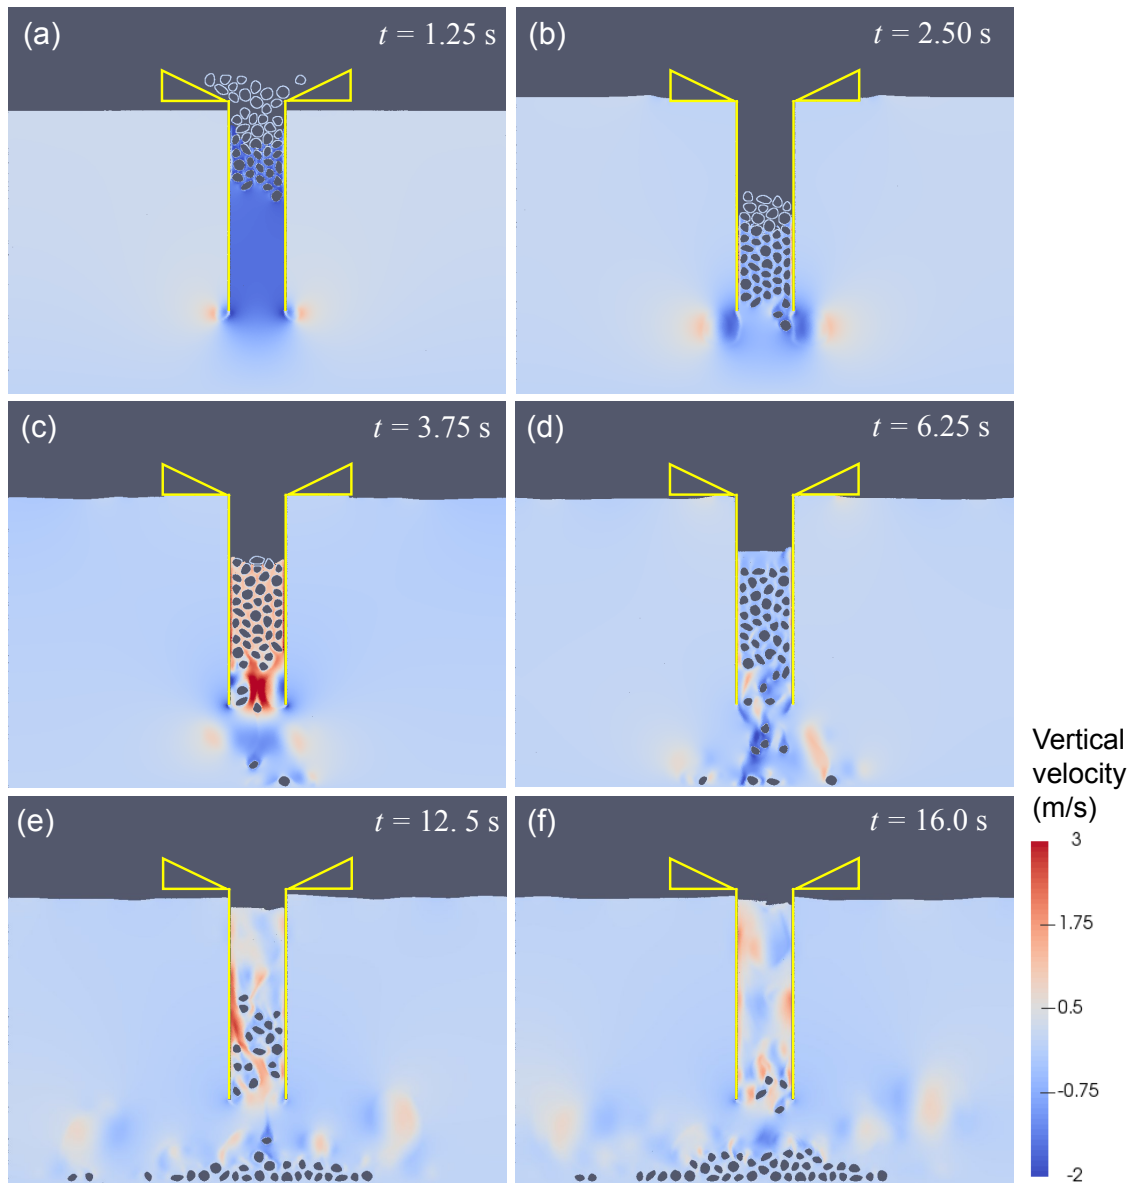 (a) t = 1.25 s
(b) t = 2.50 s
(c) t = 3.75 s
(d) t = 6.25 s
Vertical
velocity
(m/s)
(e) t = 12. 5 s
(f) t = 16.0 s
3
1.75
0.5
-0.75
-2